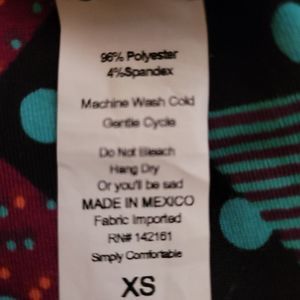 96% Polyester
4%Spandex
Machine Wash Cold
Gentle Cycle
Do Not Bleach
Hang Dry
Or you'll be sad
MADE IN MEXICO
Fabric Imported
RN# 142161
Simply Comfortable
XS